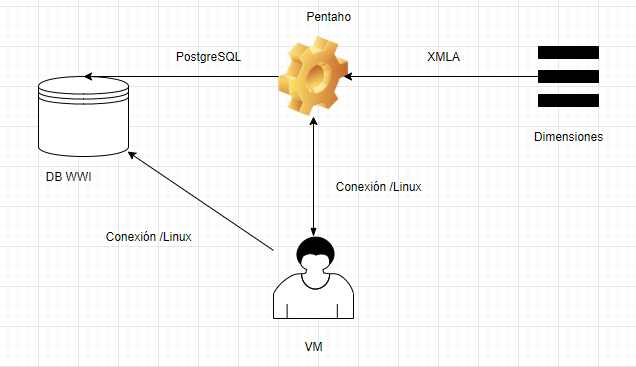 Pentaho
PostgreSQL
XMLA
Dimensiones
DB WWI
Conexión /Linux
Conexión /Linux
VM